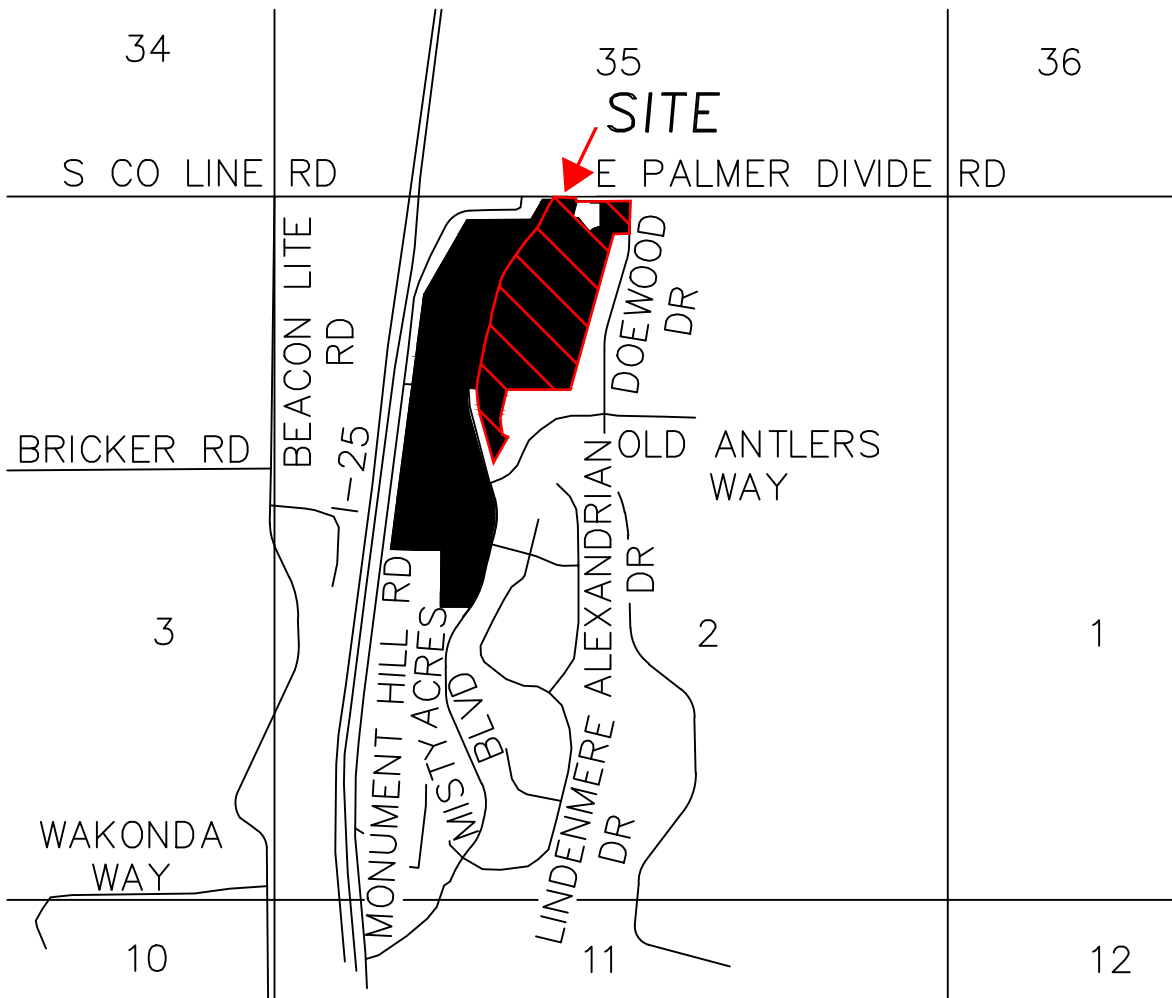 34
35
36
SITE
S CO LINE RD
E PALMER DIVIDE RD
BEACON LITE
RD
DOEWOOD
DR
BRICKER RD
I-25
OLD ANTLERS
WAY
ALEXANDRIAN
DR
3
2
1
MONUMENT HILL RD
MISTY ACRES
BLVD
LINDENMERE
DR
WAKONDA
WAY
10
11
12